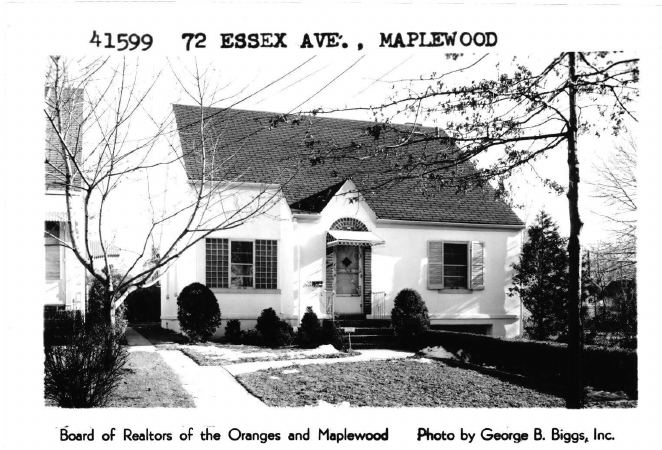 41599 72 ESSEX AVE., MAPLEWOOD
Board of Realtors of the Oranges and Maplewood Photo by George B. Biggs, Inc.